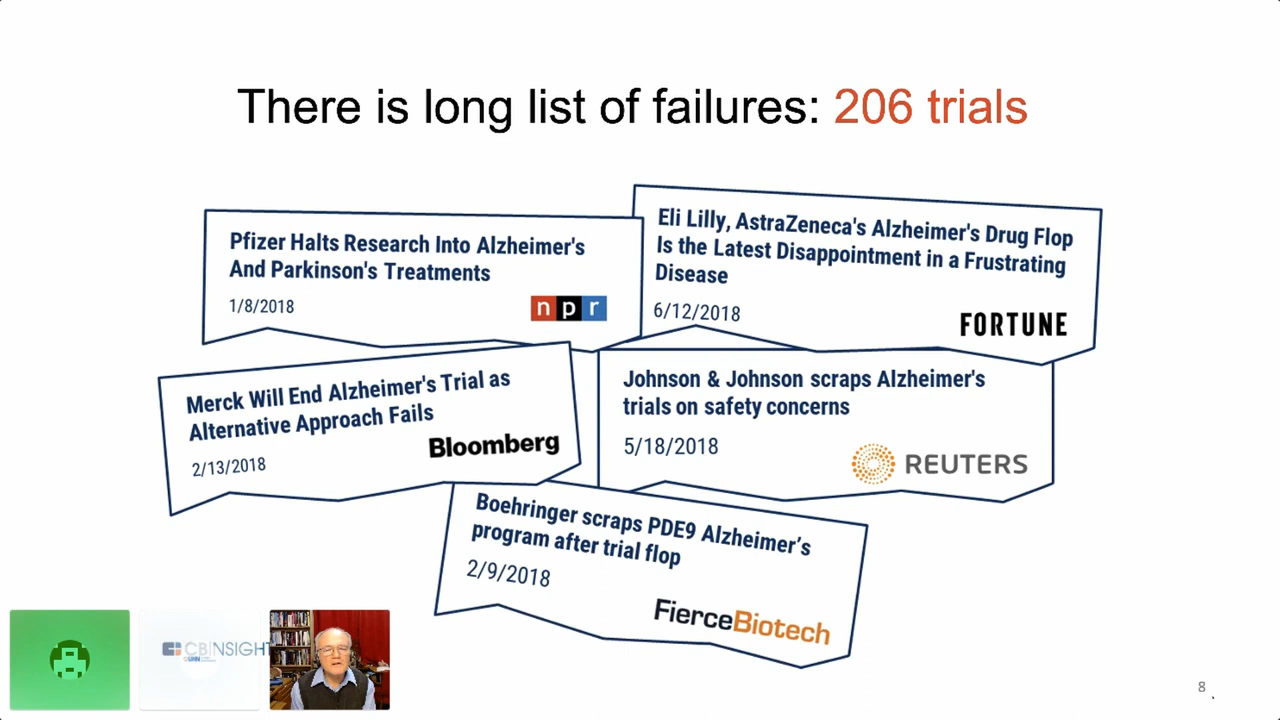 There is long list of failures: 206 trials
Pfizer Halts Research Into Alzheimer's
And Parkinson's Treatments
1/8/2018
npr
Eli Lilly, AstraZeneca's Alzheimer's Drug Flop
Is the Latest Disappointment in a Frustrating
Disease
6/12/2018
FORTUNE
Merck Will End Alzheimer's Trial as
Alternative Approach Fails
2/13/2018
Bloomberg
Johnson & Johnson scraps Alzheimer's
trials on safety concerns
5/18/2018
REUTERS
Boehringer scraps PDE9 Alzheimer's
program after trial flop
2/9/2018
FierceBiotech
CBINSIGHT
8